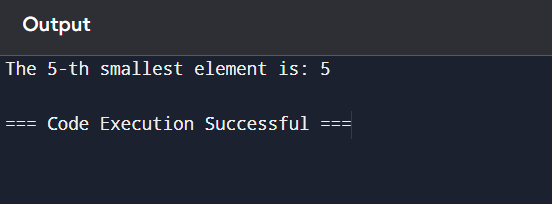 Output
The 5-th smallest element is: 5
=== Code Execution Successful ===